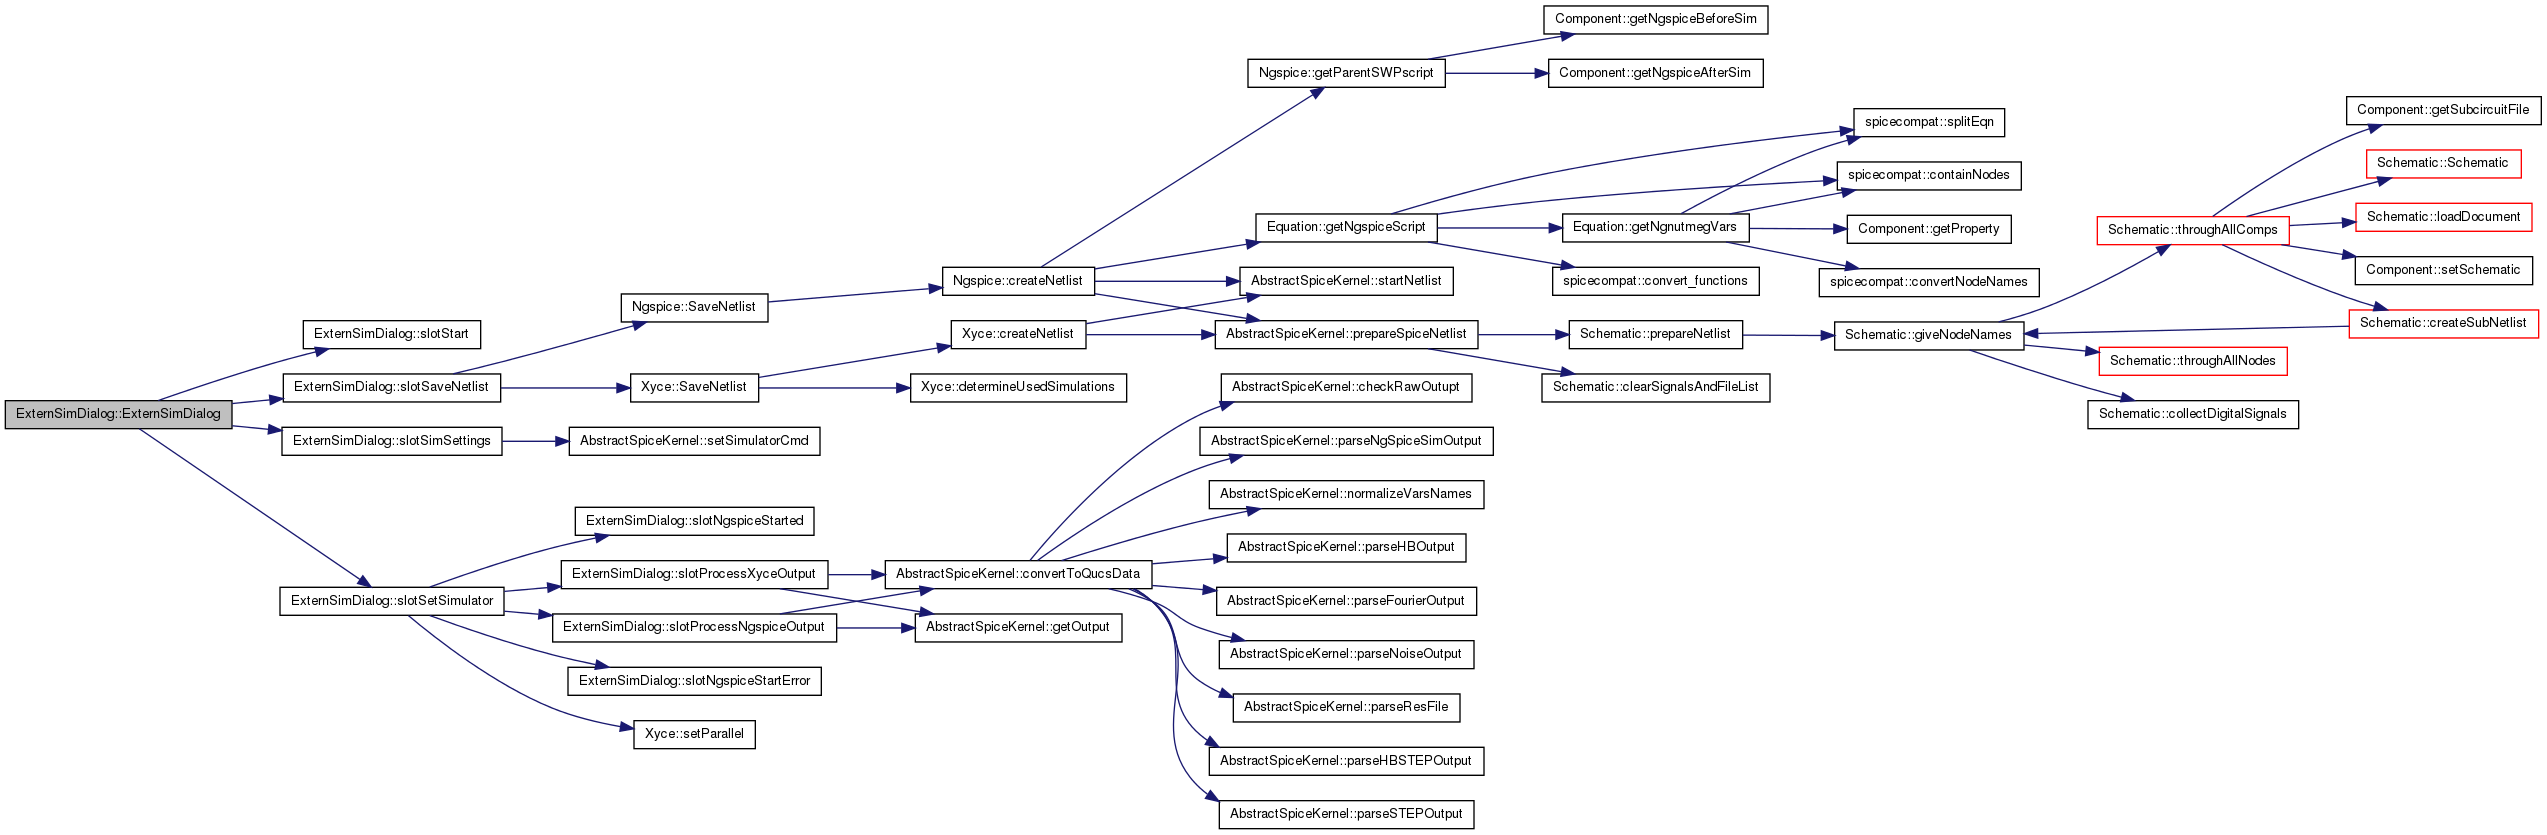 Component::getNgspiceBeforeSim
Ngspice::getParentSWPscript
Component::getNgspiceAfterSim
Component::getSubcircuitFile
spicecompat::splitEqn
Schematic::Schematic
spicecompat::containNodes
Schematic::loadDocument
Equation::getNgspiceScript
Equation::getNgnutmegVars
Component::getProperty
Schematic::throughAllComps
Component::setSchematic
Ngspice::createNetlist
AbstractSpiceKernel::startNetlist
spicecompat::convert_functions
spicecompat::convertNodeNames
Ngspice::SaveNetlist
Schematic::createSubNetlist
ExternSimDialog::slotStart
Xyce::createNetlist
AbstractSpiceKernel::prepareSpiceNetlist
Schematic::prepareNetlist
Schematic::giveNodeNames
Schematic::throughAllNodes
ExternSimDialog::slotSaveNetlist
Xyce::SaveNetlist
Xyce::determineUsedSimulations
AbstractSpiceKernel::checkRawOutupt
Schematic::clearSignalsAndFileList
ExternSimDialog::ExternSimDialog
Schematic::collectDigitalSignals
ExternSimDialog::slotSimSettings
AbstractSpiceKernel::setSimulatorCmd
AbstractSpiceKernel::parseNgSpiceSimOutput
AbstractSpiceKernel::normalizeVarsNames
ExternSimDialog::slotNgspiceStarted
AbstractSpiceKernel::parseHBOutput
ExternSimDialog::slotProcessXyceOutput
AbstractSpiceKernel::convertToQucsData
ExternSimDialog::slotSetSimulator
AbstractSpiceKernel::parseFourierOutput
ExternSimDialog::slotProcessNgspiceOutput
AbstractSpiceKernel::getOutput
AbstractSpiceKernel::parseNoiseOutput
ExternSimDialog::slotNgspiceStartError
AbstractSpiceKernel::parseResFile
Xyce::setParallel
AbstractSpiceKernel::parseHBSTEPOutput
AbstractSpiceKernel::parseSTEPOutput